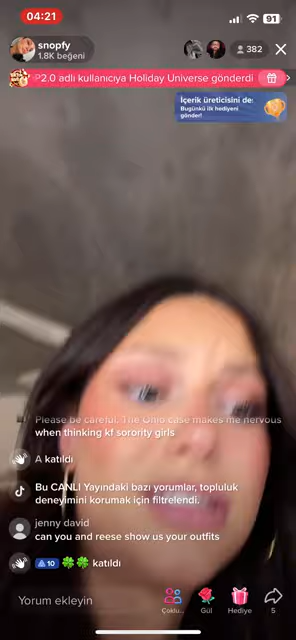 04:21
91
snopfy
1.8K beğeni
382
P2.0 adlı kullanıcıya Holiday Universe gönderdi
İçerik üreticisini de
Bugünkü ilk hediyeni
gönder!
Please be careful. The Ohio case makes me nervous
when thinking kf sorority girls
A katıldı
Bu CANLI Yayındaki bazı yorumlar, topluluk
deneyimini korumak için filtrelendi.
jenny david
can you and reese show us your outfits
10 🍀🍀 katıldı
Yorum ekleyin
Çoklu...
Gül
Hediye
5